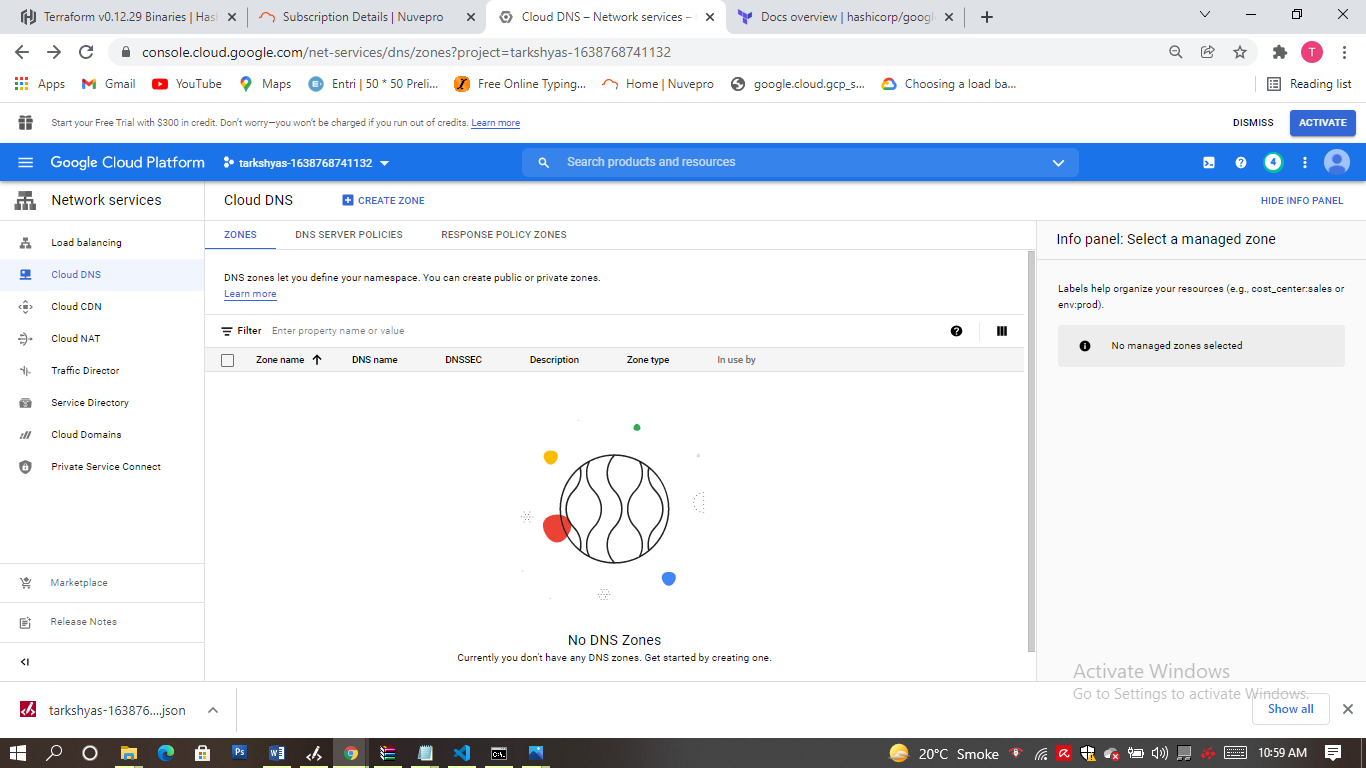 Terraform v0.12.29 Binaries | Has
Subscription Details | Nuvepro
Cloud DNS – Network services –
Docs overview | hashicorp/googl
console.cloud.google.com/net-services/dns/zones?project=tarkshyas-1638768741132
T
Apps
Gmail
YouTube
Maps
Entri | 50 * 50 Preli...
Free Online Typing...
Home | Nuvepro
google.cloud.gcp_s...
Choosing a load ba...
Reading list
Start your Free Trial with $300 in credit. Don't worry—you won't be charged if you run out of credits. Learn more
DISMISS
ACTIVATE
Google Cloud Platform
tarkshyas-1638768741132
Search products and resources
4
Network services
Cloud DNS
CREATE ZONE
HIDE INFO PANEL
Load balancing
Cloud DNS
Cloud CDN
Cloud NAT
Traffic Director
Service Directory
Cloud Domains
Private Service Connect
Marketplace
Release Notes
ZONES
DNS SERVER POLICIES
RESPONSE POLICY ZONES
DNS zones let you define your namespace. You can create public or private zones.
Learn more
Filter
Enter property name or value
Zone name
DNS name
DNSSEC
Description
Zone type
In use by
No DNS Zones
Currently you don't have any DNS zones. Get started by creating one.
Info panel: Select a managed zone
Labels help organize your resources (e.g., cost_center:sales or
env:prod).
No managed zones selected
Activate Windows
Go to Settings to activate Windows.
tarkshyas-163876....json
Show all
Ps
W
20°C Smoke
10:59 AM